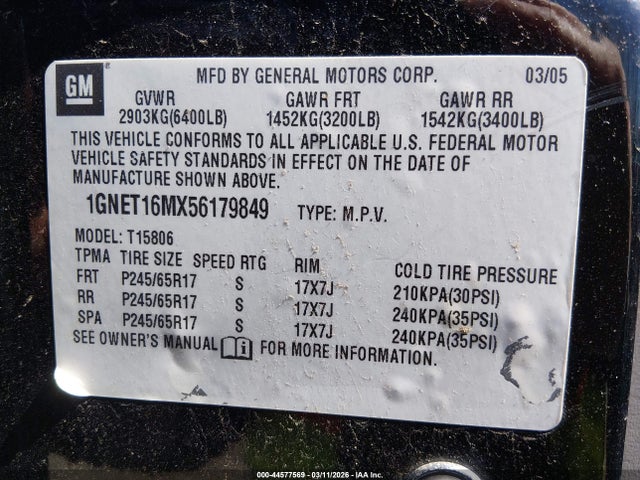 GM
MFD BY GENERAL MOTORS CORP. 03/05
GVWR GAWR FRT GAWR RR
2903KG(6400LB) 1452KG(3200LB) 1542KG(3400LB)
THIS VEHICLE CONFORMS TO ALL APPLICABLE U.S. FEDERAL MOTOR
VEHICLE SAFETY STANDARDS IN EFFECT ON THE DATE OF
MANUFACTURE SHOWN ABOVE.
1GNET16MX56179849 TYPE: M.P.V.
MODEL: T15806
TPMA TIRE SIZE SPEED RTG RIM COLD TIRE PRESSURE
FRT P245/65R17 S 17X7J 210KPA(30PSI)
RR P245/65R17 S 17X7J 240KPA(35PSI)
SPA P245/65R17 S 17X7J 240KPA(35PSI)
SEE OWNER'S MANUAL FOR MORE INFORMATION.
000-44577569 - 03/11/2026 - IAA Inc.